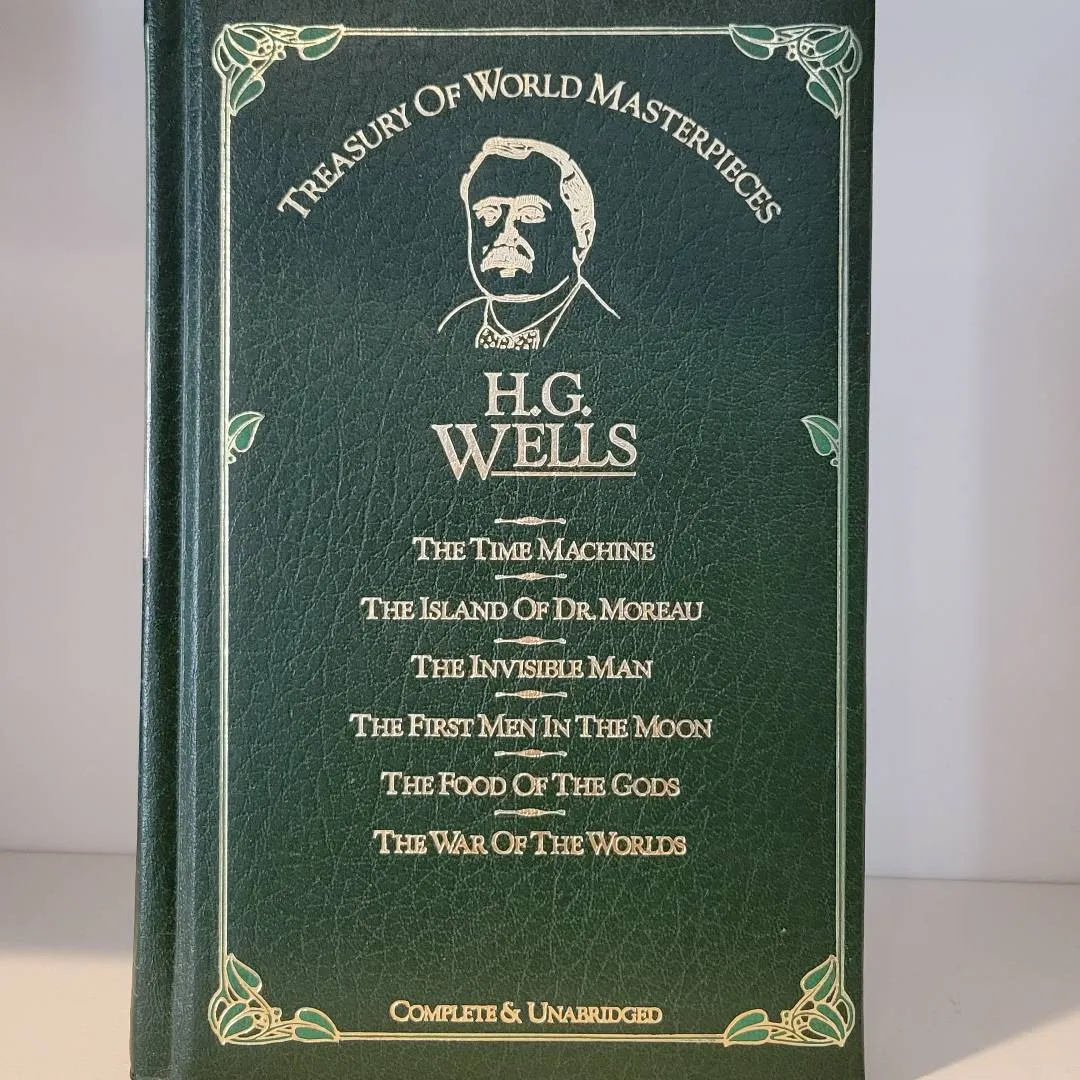 Treasury Of World Masterpieces
H.G.
Wells
The Time Machine
The Island Of Dr. Moreau
The Invisible Man
The First Men In The Moon
The Food Of The Gods
The War Of The Worlds
Complete & Unabridged